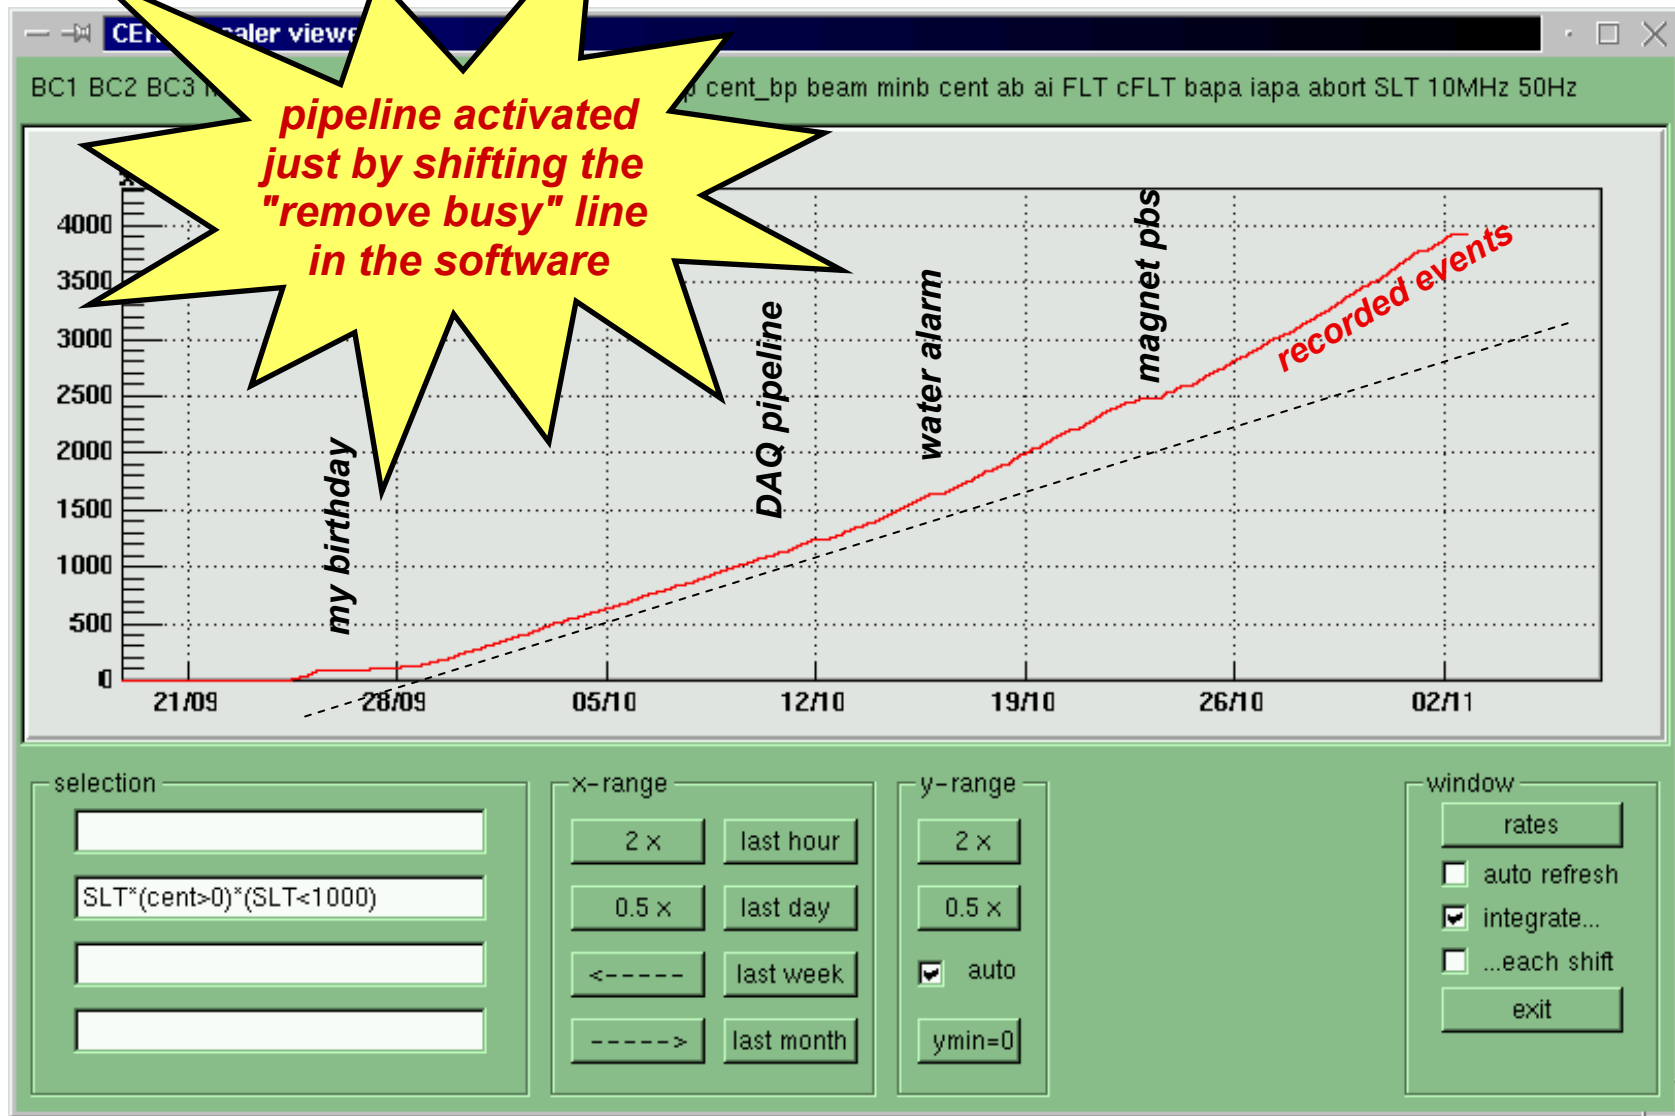 viewe
BC1 BC2 BC3 cent_bp beam minb cent ab ai FLT cFLT bapa iapa abort SLT 10MHz 50Hz
pipeline activated
just by shifting the
"remove busy" line
in the software
4000
3500
3000
2500
2000
1500
1000
500
0
my birthday
DAQ pipeline
water alarm
magnet pbs
recorded events
21/09
28/09
05/10
12/10
19/10
26/10
02/11
selection
SLT*(cent>0)*(SLT<1000)
x-range
2 x
last hour
0.5 x
last day
<-----
last week
----->
last month
y-range
2 x
0.5 x
auto
ymin=0
window
rates
auto refresh
integrate...
...each shift
exit